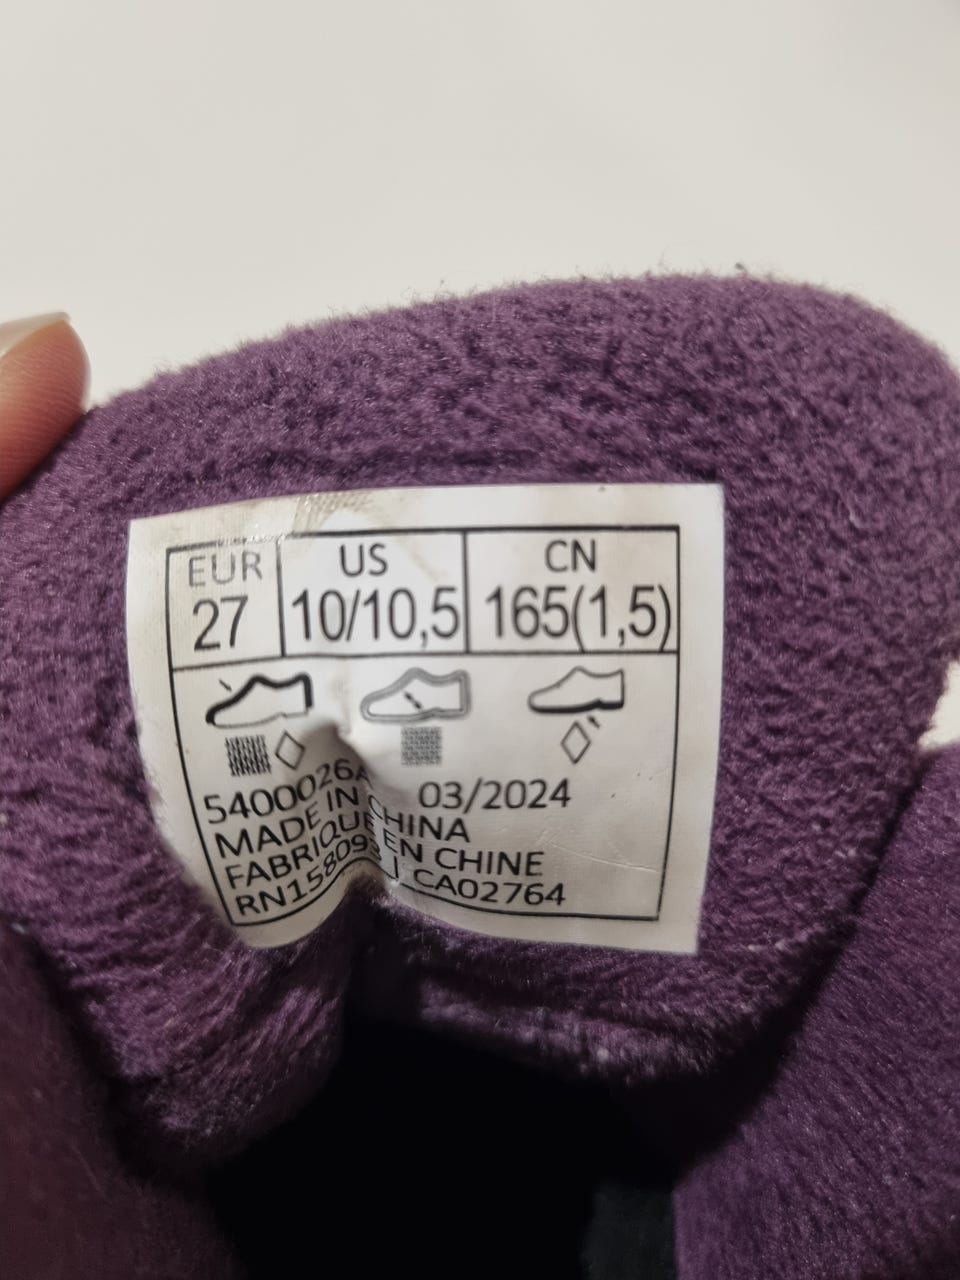 EUR US CN
27 10/10,5 165(1,5)
5400026A 03/2024
MADE IN CHINA
FABRIQUE EN CHINE
RN158093 | CA02764